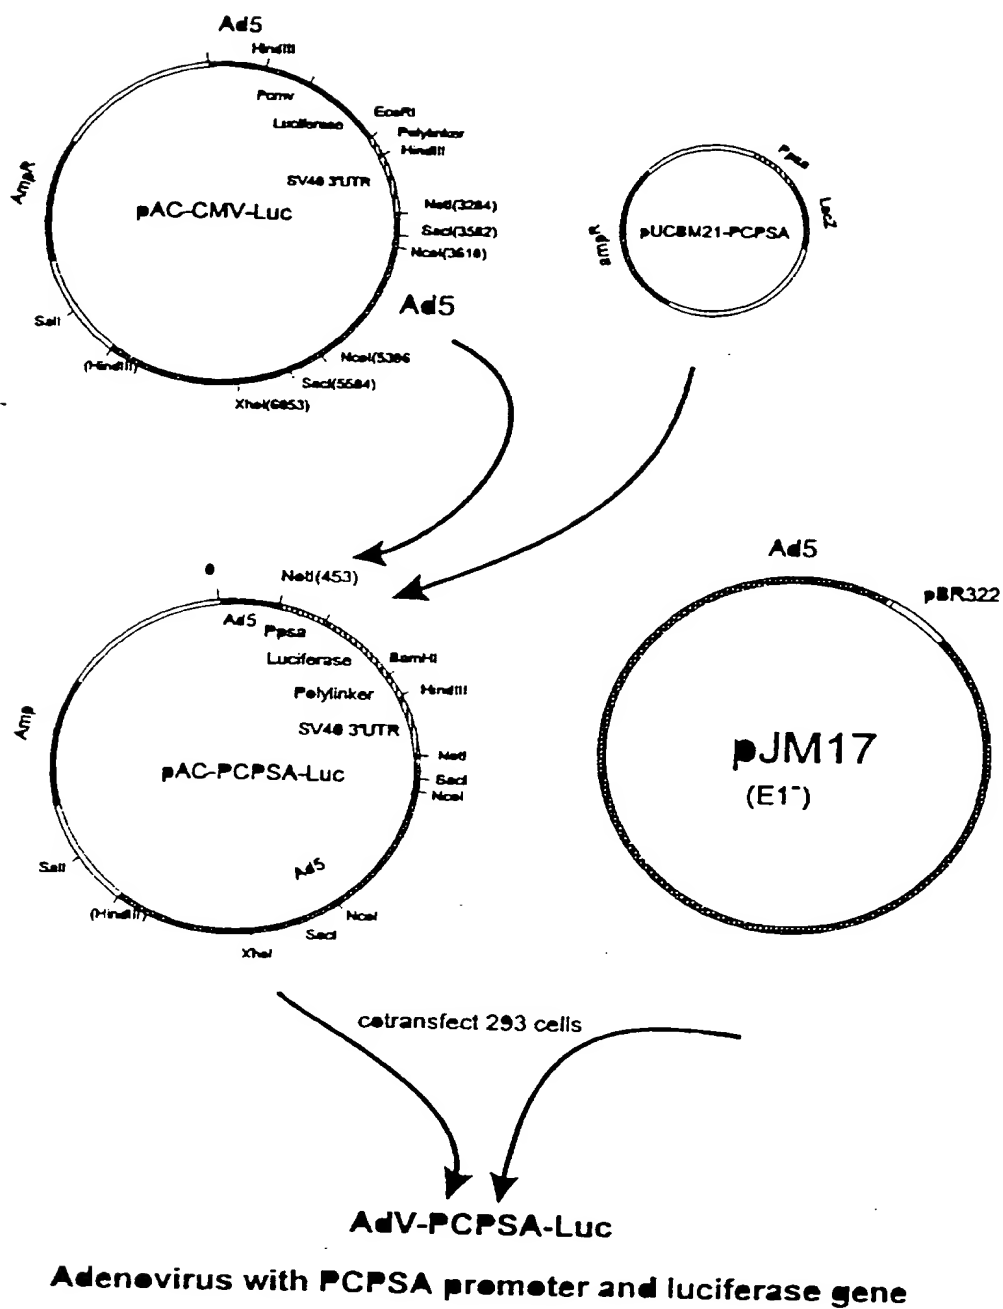 Ad5
HindIII
Pcmv
EcoRI
Luciferase
Polylinker
HindIII
SV40 3'UTR
AmpR
pAC-CMV-Luc
NotI(3284)
SacI(3582)
NcoI(3618)
Ad5
SalI
(HindIII)
NcoI(5386
SacI(5584)
XhoI(6053)
Ppsa
LacZ
pUCBM21-PCPSA
Amp
NotI(453)
Ad5 Ppsa
Luciferase
BamHI
Polylinker
HindIII
SV40 3'UTR
Amp
pAC-PCPSA-Luc
NotI
SacI
NcoI
SalI
Ad5
(HindIII)
NcoI
SacI
XhoI
Ad5
pBR322
pJM17
(E1⁻)
cotransfect 293 cells
AdV-PCPSA-Luc
Adenovirus with PCPSA promoter and luciferase gene